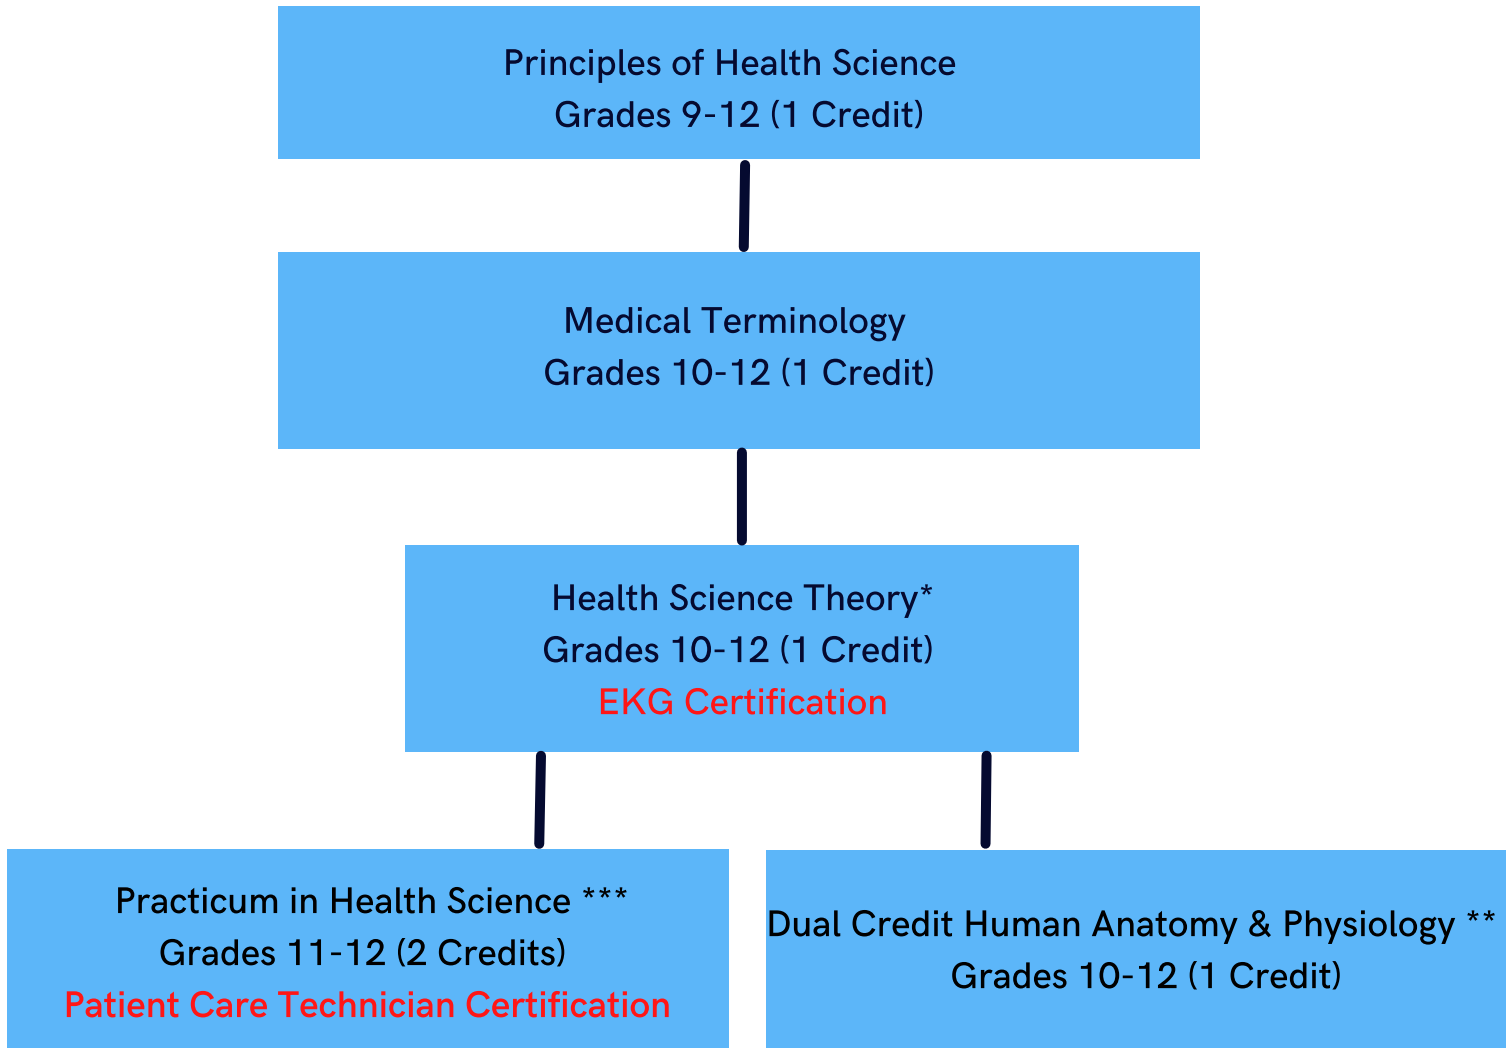 Principles of Health Science
Grades 9-12 (1 Credit)
Medical Terminology
Grades 10-12 (1 Credit)
Health Science Theory*
Grades 10-12 (1 Credit)
EKG Certification
Practicum in Health Science ***
Grades 11-12 (2 Credits)
Patient Care Technician Certification
Dual Credit Human Anatomy & Physiology **
Grades 10-12 (1 Credit)